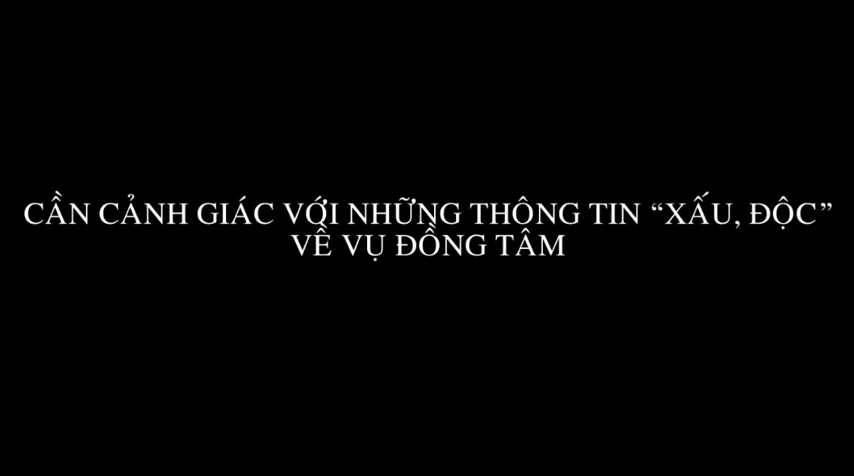 CẦN CẢNH GIÁC VỚI NHỮNG THÔNG TIN “XẤU, ĐỘC”
VỀ VỤ ĐỒNG TÂM